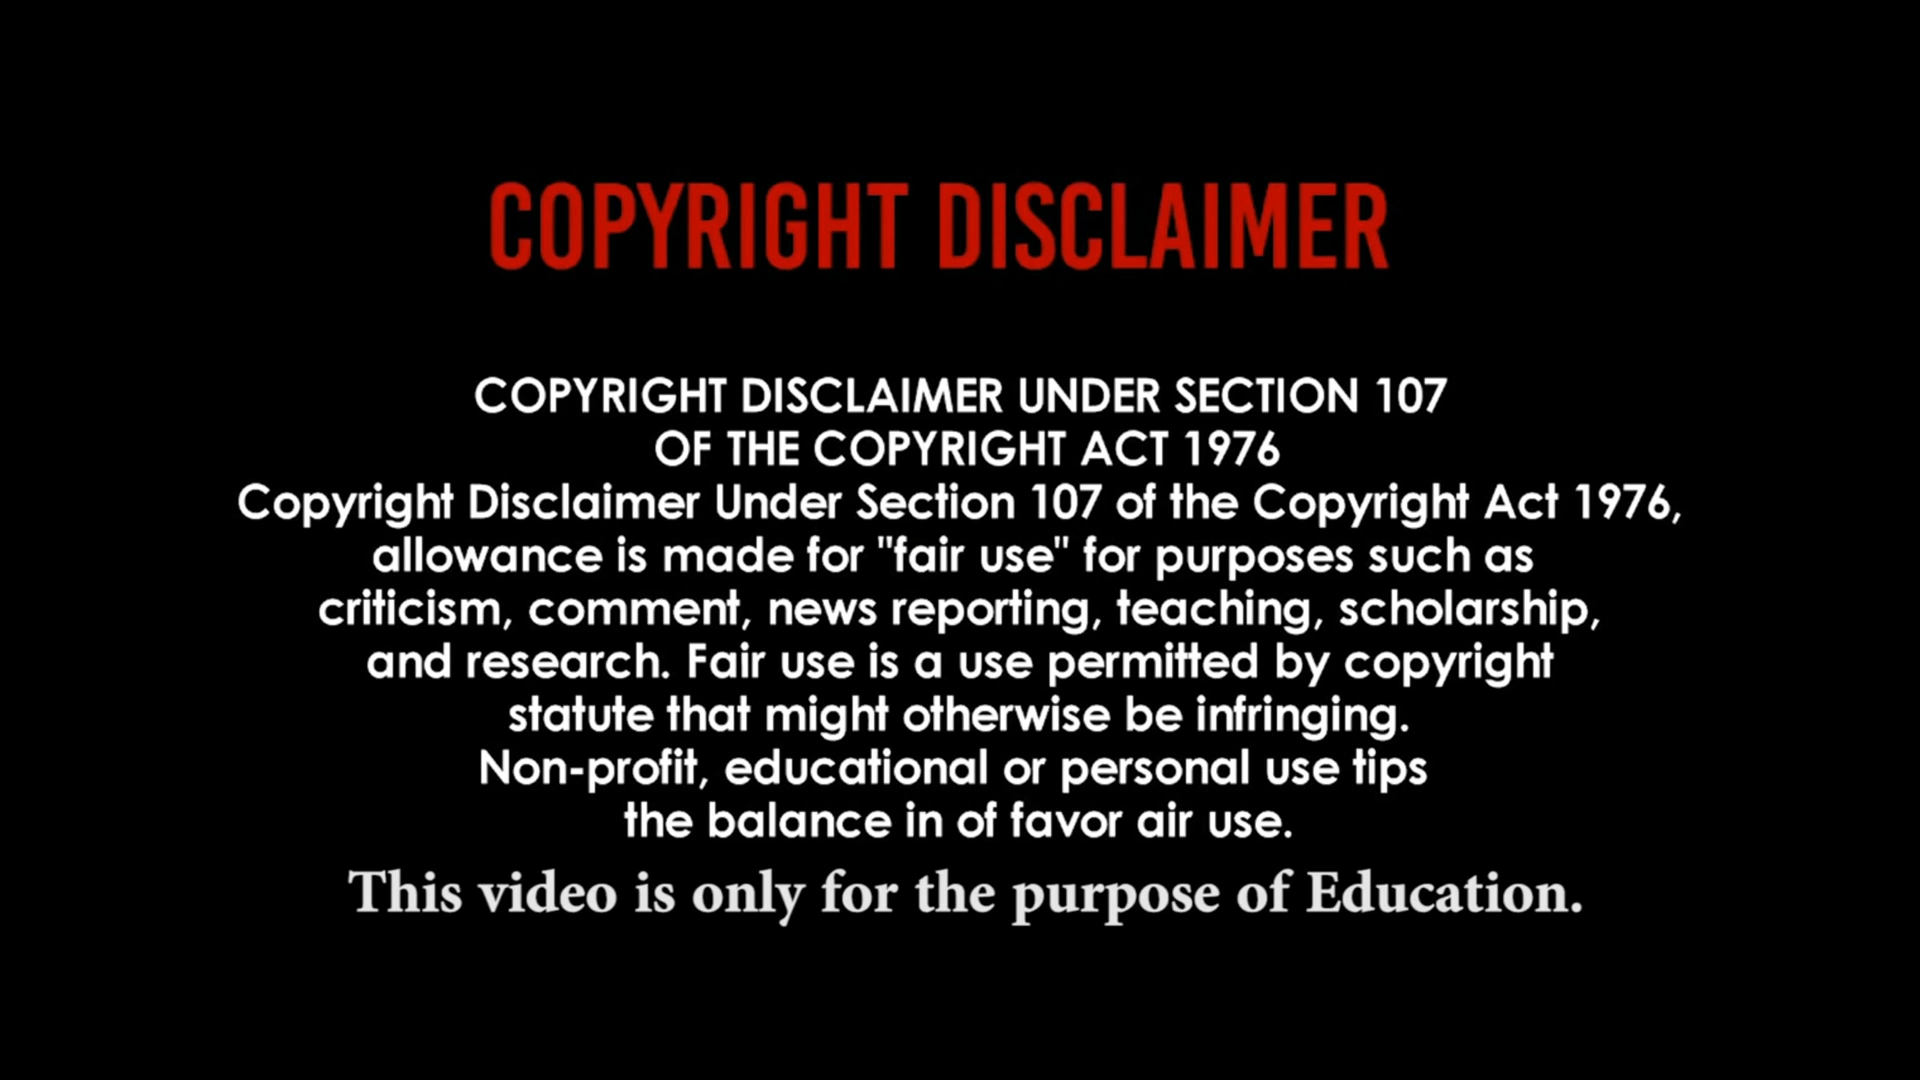 COPYRIGHT DISCLAIMER
COPYRIGHT DISCLAIMER UNDER SECTION 107
OF THE COPYRIGHT ACT 1976
Copyright Disclaimer Under Section 107 of the Copyright Act 1976,
allowance is made for "fair use" for purposes such as
criticism, comment, news reporting, teaching, scholarship,
and research. Fair use is a use permitted by copyright
statute that might otherwise be infringing.
Non-profit, educational or personal use tips
the balance in of favor air use.
This video is only for the purpose of Education.